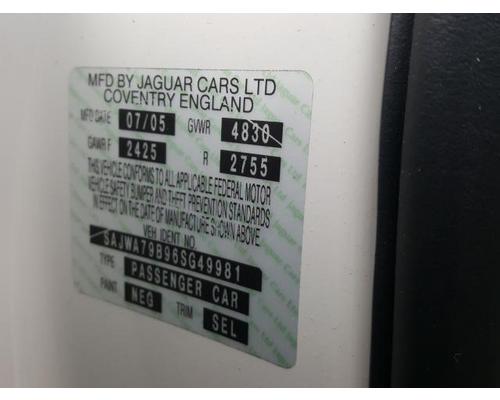 MFD BY JAGUAR CARS LTD
COVENTRY ENGLAND
MFD DATE 07/05 GVWR 4830
GAWR F 2425 R 2755
THIS VEHICLE CONFORMS TO ALL APPLICABLE FEDERAL MOTOR
VEHICLE SAFETY, BUMPER AND THEFT PREVENTION STANDARDS
IN EFFECT ON THE DATE OF MANUFACTURE SHOWN ABOVE.
VEH IDENT NO.
SAJWA79B96SG49981
TYPE PASSENGER CAR
PAINT NEG TRIM SEL